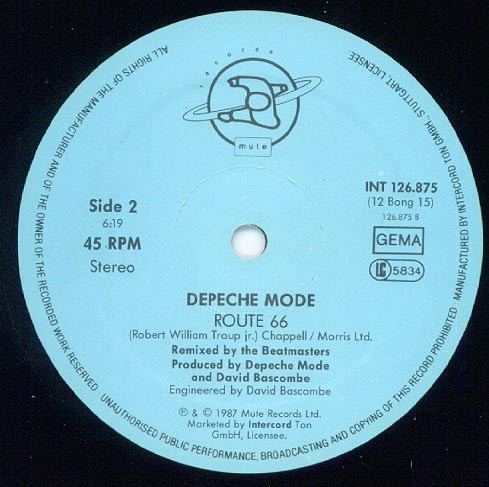 records
mute
Side 2
6:19
45 RPM
Stereo
INT 126.875
(12 Bong 15)
126.875 B
GEMA
LC 5834
DEPECHE MODE
ROUTE 66
(Robert William Troup jr.) Chappell / Morris Ltd.
Remixed by the Beatmasters
Produced by Depeche Mode
and David Bascombe
Engineered by David Bascombe
℗ & © 1987 Mute Records Ltd.
Marketed by Intercord Ton
GmbH, Licensee.
ALL RIGHTS OF THE MANUFACTURER AND OF THE OWNER OF THE RECORDED WORK RESERVED. UNAUTHORISED PUBLIC PERFORMANCE, BROADCASTING AND COPYING OF THIS RECORD PROHIBITED MANUFACTURED BY INTERCORD TON GMBH, STUTTGART, LICENSEE